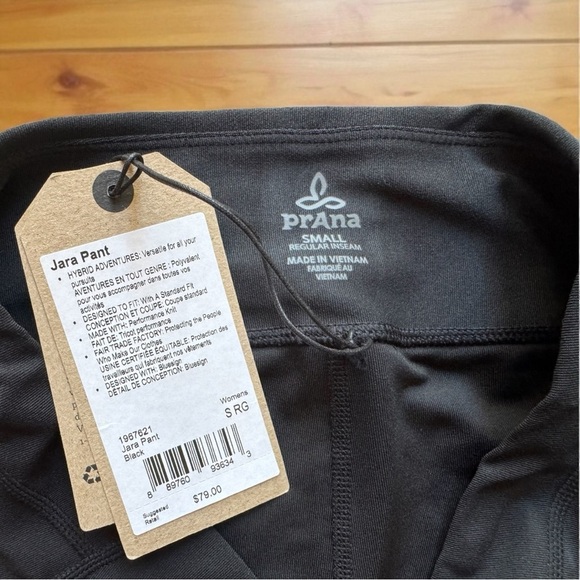 Jara Pant
• HYBRID ADVENTURES: Versatile for all your
pursuits
AVENTURES EN TOUT GENRE : Polyvalent
pour vous accompagner dans toutes vos
activités
• DESIGNED TO FIT: With A Standard Fit
CONCEPTION ET COUPE: Coupe standard
• MADE WITH: Performance Knit
FAIT DE: Tricot performance
• FAIR TRADE FACTORY: Protecting the People
Who Make Our Clothes
USINE CERTIFIÉE ÉQUITABLE: Protection des
travailleurs qui fabriquent nos vêtements
• DESIGNED WITH: Bluesign
DÉTAIL DE CONCEPTION: Bluesign
Womens
1967621
S RG
Jara Pant
Black
8 89760 93634 3
Suggested
Retail
$79.00
prAna
SMALL
REGULAR INSEAM
MADE IN VIETNAM
FABRIQUÉ AU
VIETNAM